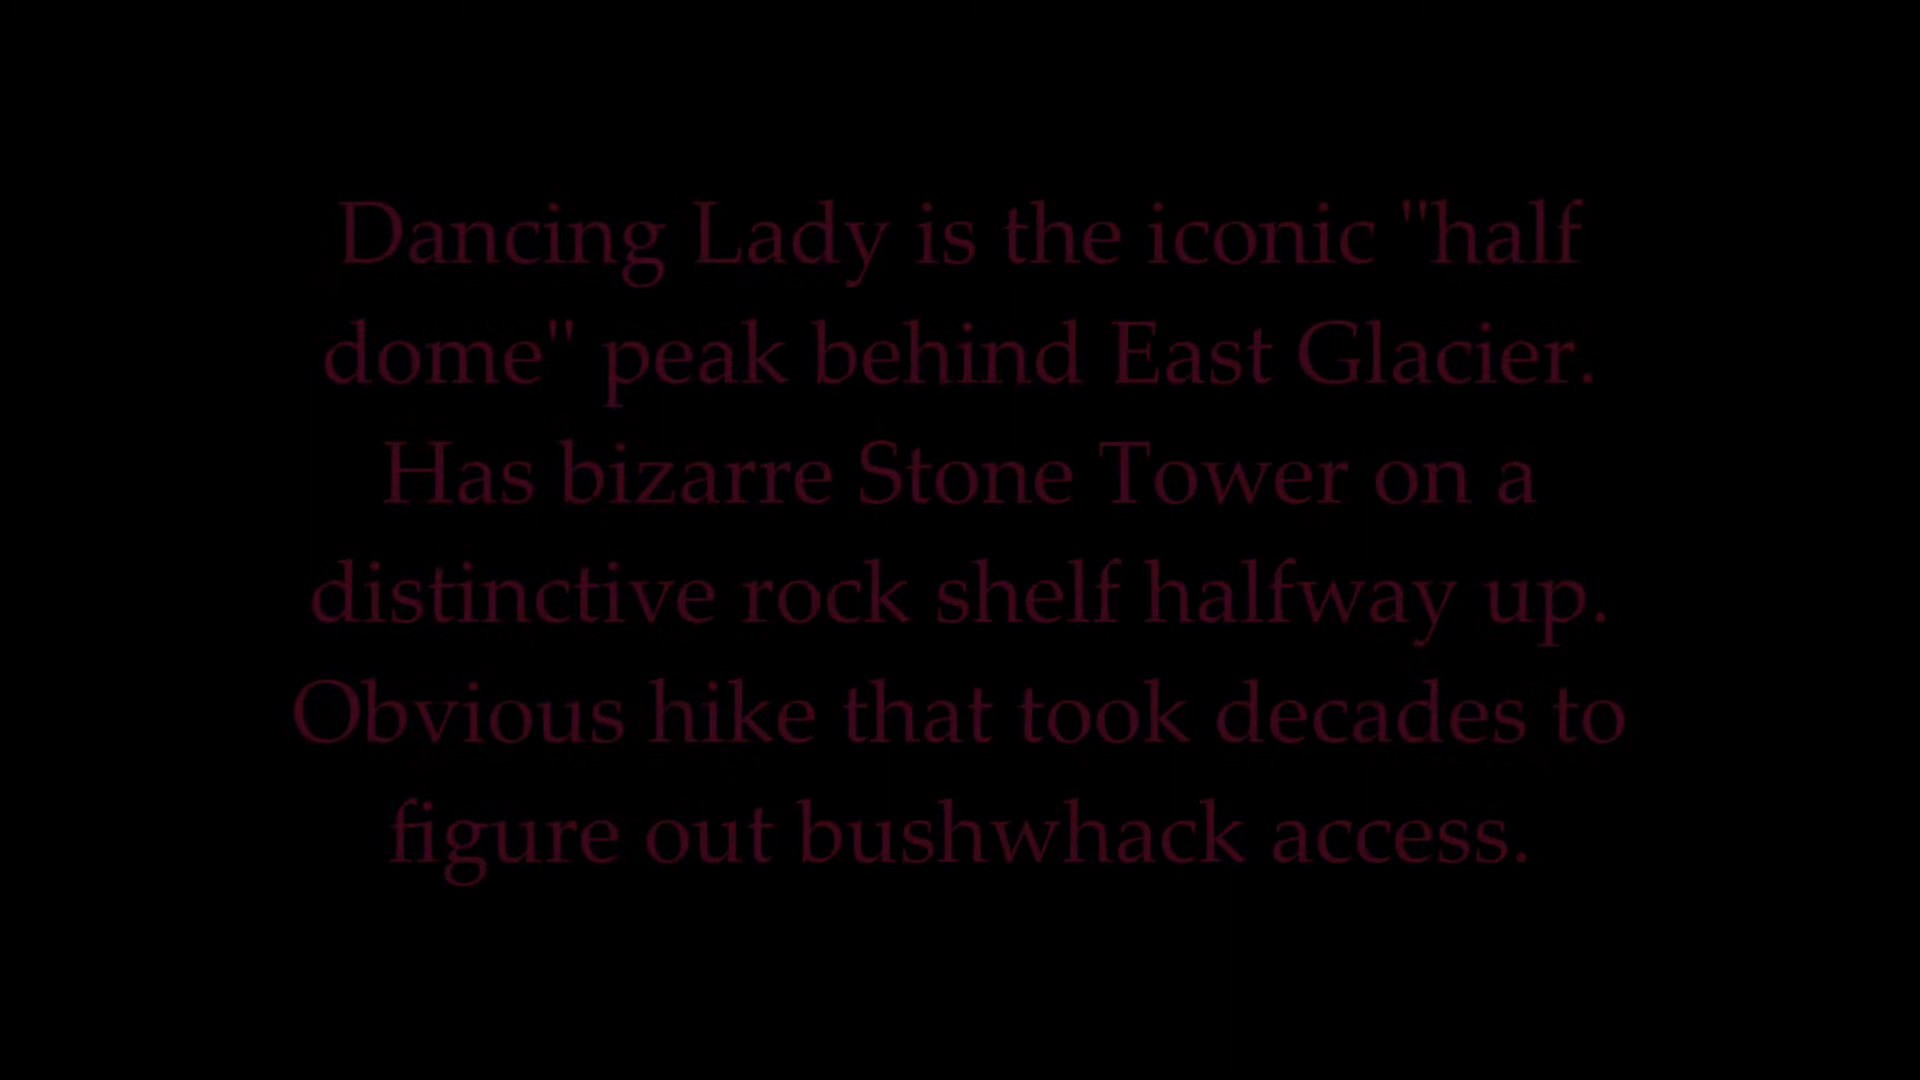 Dancing Lady is the iconic "half
dome" peak behind East Glacier.
Has bizarre Stone Tower on a
distinctive rock shelf halfway up.
Obvious hike that took decades to
figure out bushwhack access.